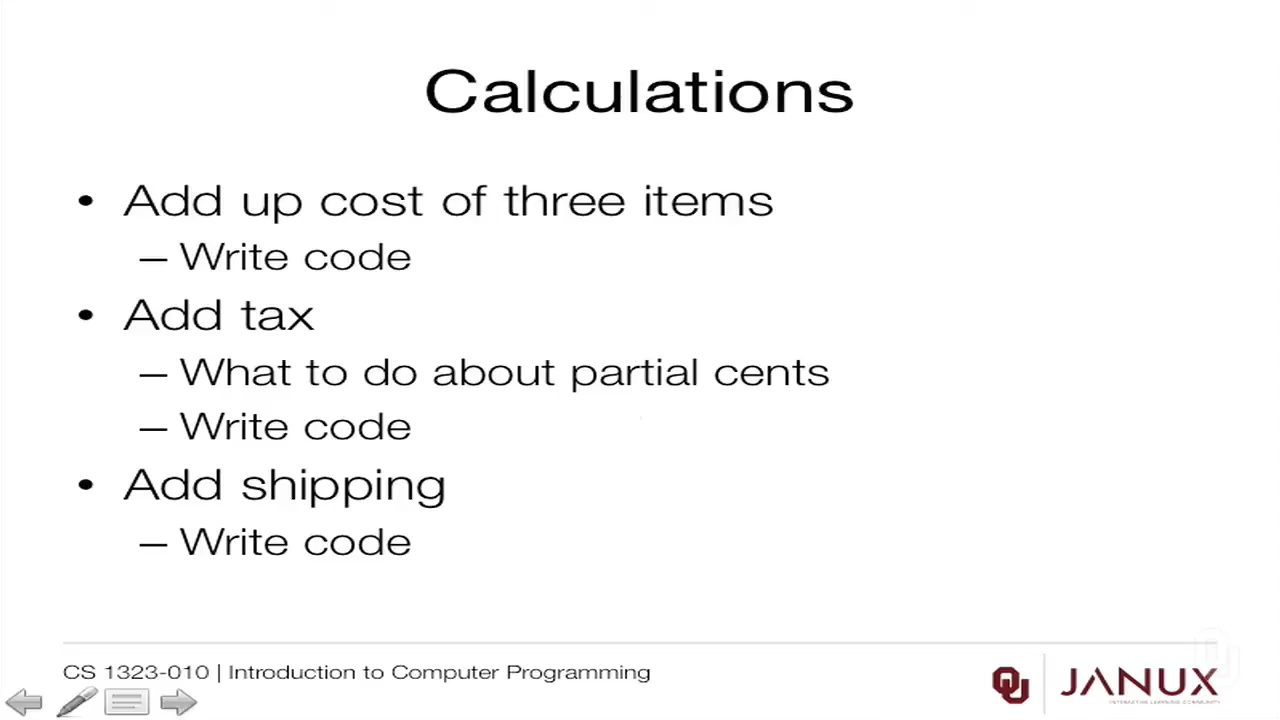 Calculations
• Add up cost of three items
– Write code
• Add tax
– What to do about partial cents
– Write code
• Add shipping
– Write code
CS 1323-010 | Introduction to Computer Programming
OU
JANUX
INTERACTIVE LEARNING COMMUNITY